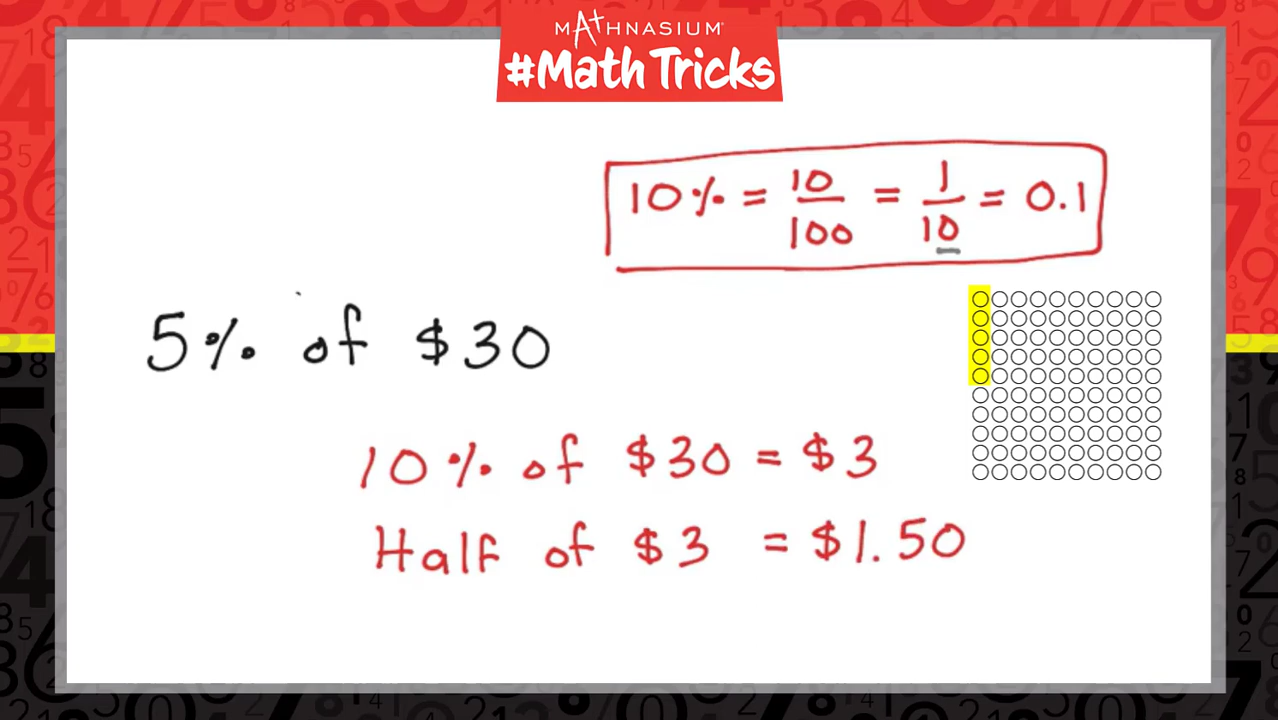 MATHNASIUM®
#MathTricks
10% = 10/100 = 1/10 = 0.1
5% of $30
10% of $30 = $3
Half of $3 = $1.50